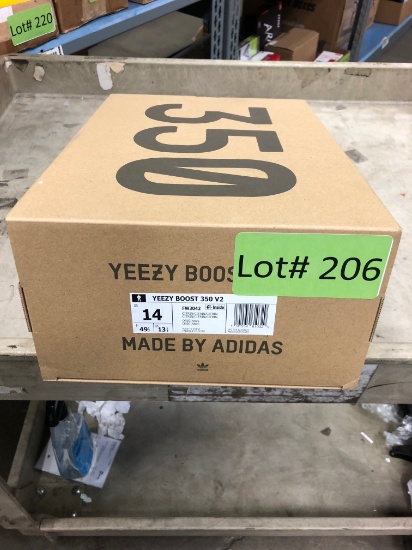 Lot# 220
350
YEEZY BOOS
Lot# 206
YEEZY BOOST 350 V2
14
FW3042
49⅓
13½
MADE BY ADIDAS